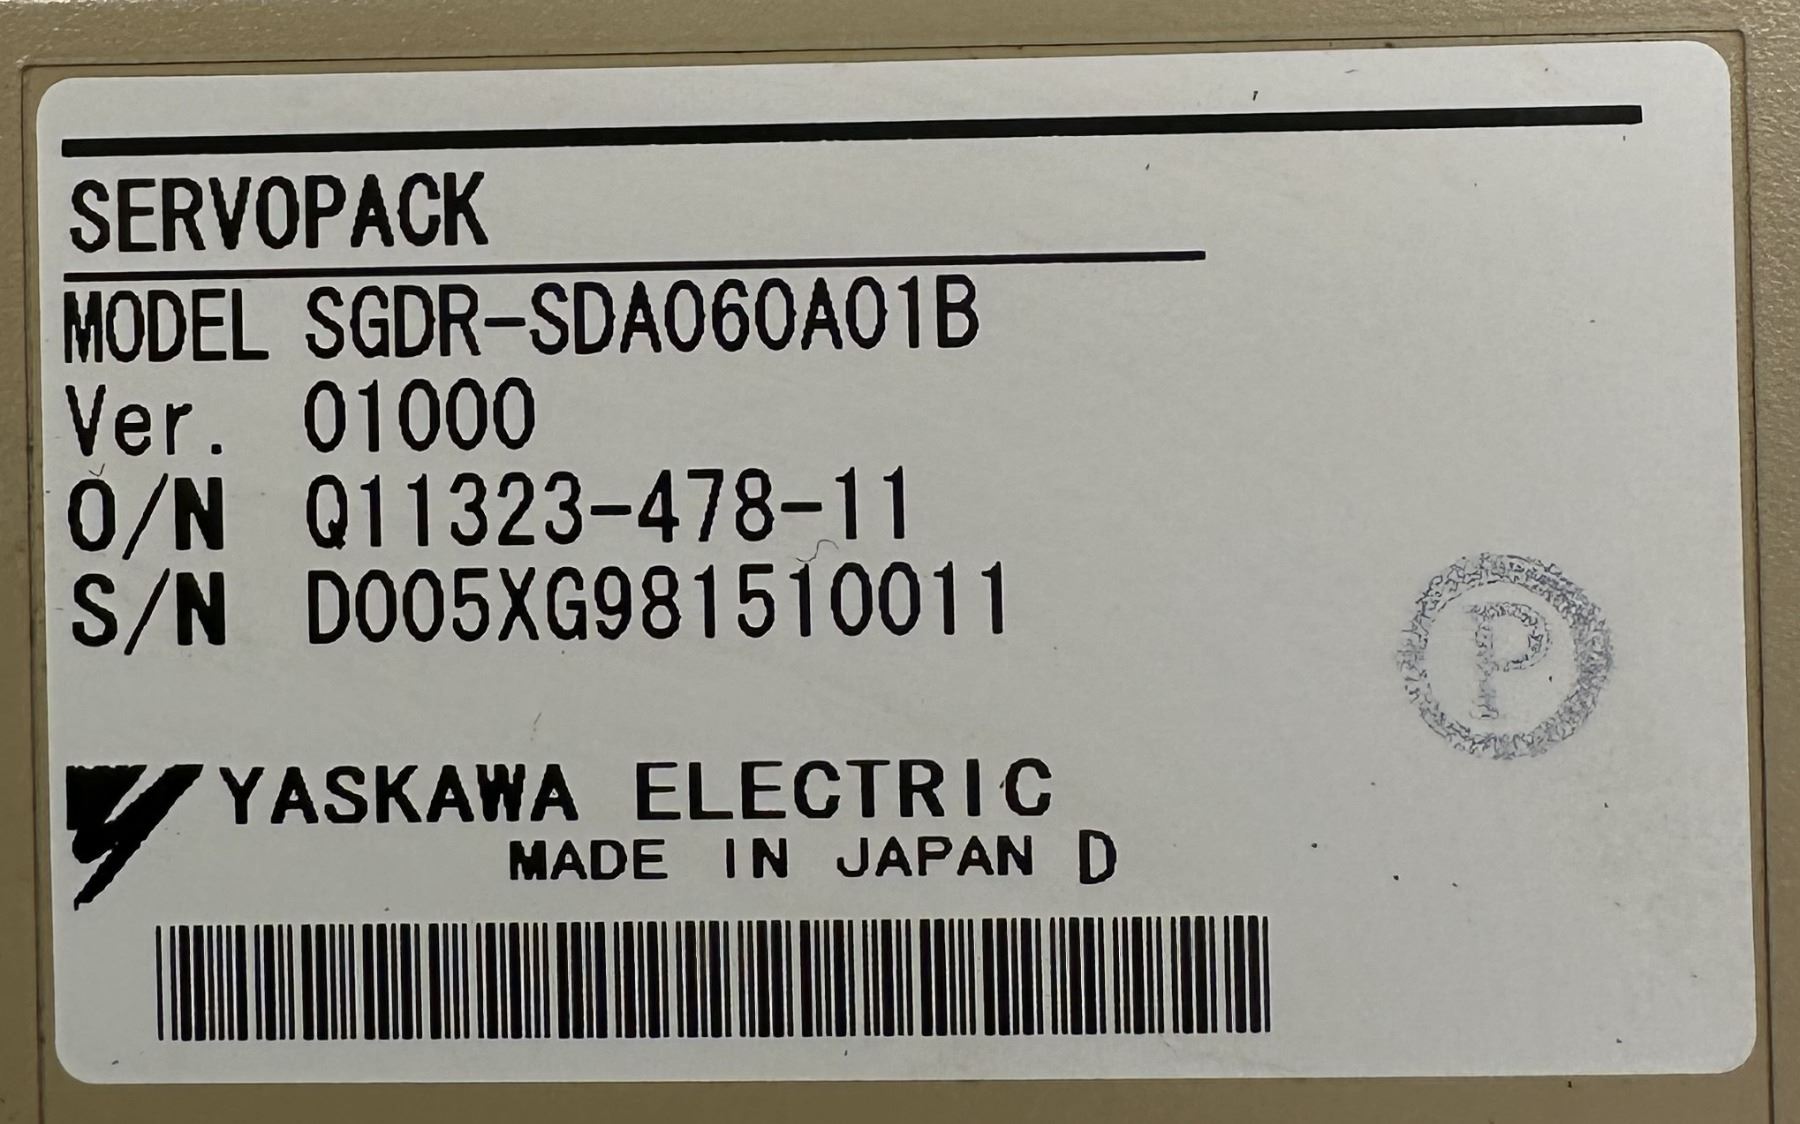 SERVOPACK
MODEL SGDR-SDA060A01B
Ver. 01000
O/N Q11323-478-11
S/N D005XG981510011
P
YASKAWA ELECTRIC
MADE IN JAPAN D